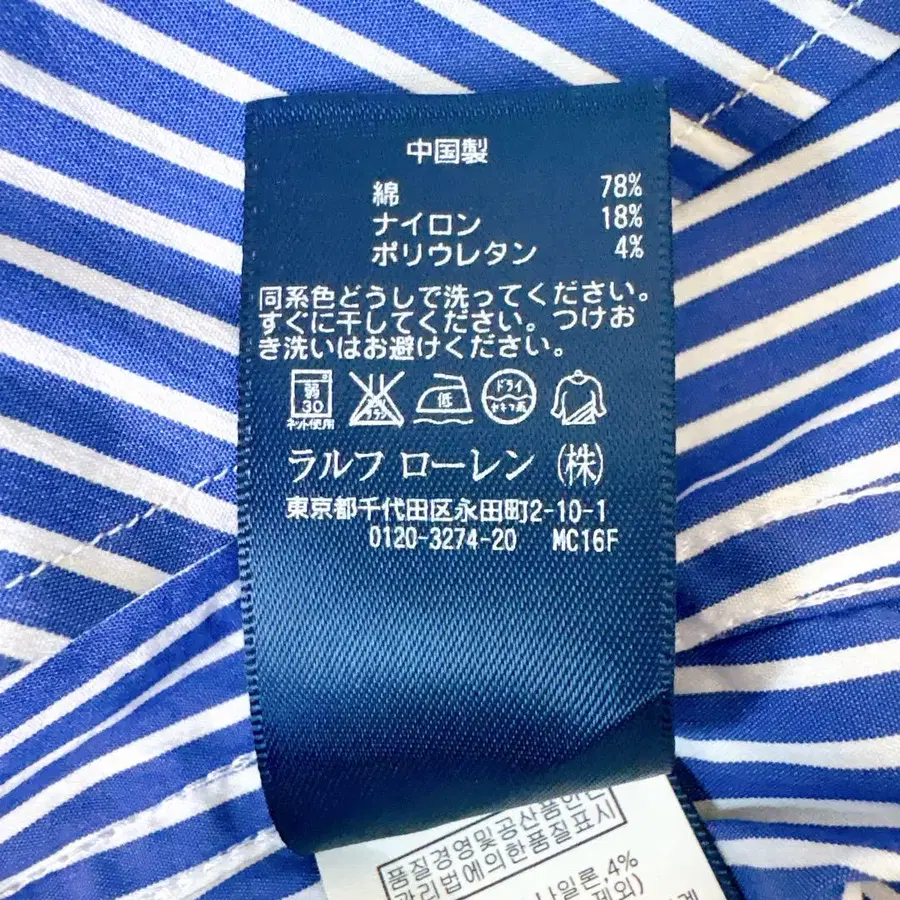 中国製
綿 78%
ナイロン 18%
ポリウレタン 4%
同系色どうしで洗ってください。
すぐに干してください。つけお
き洗いはお避けください。
弱
30
ネット使用
低
ドライ
セキユ系
ラルフ ローレン (株)
東京都千代田区永田町2-10-1
0120-3274-20 MC16F
품질경영및공산품안전
관리법에의한품질표시
나일론,4%
제외)